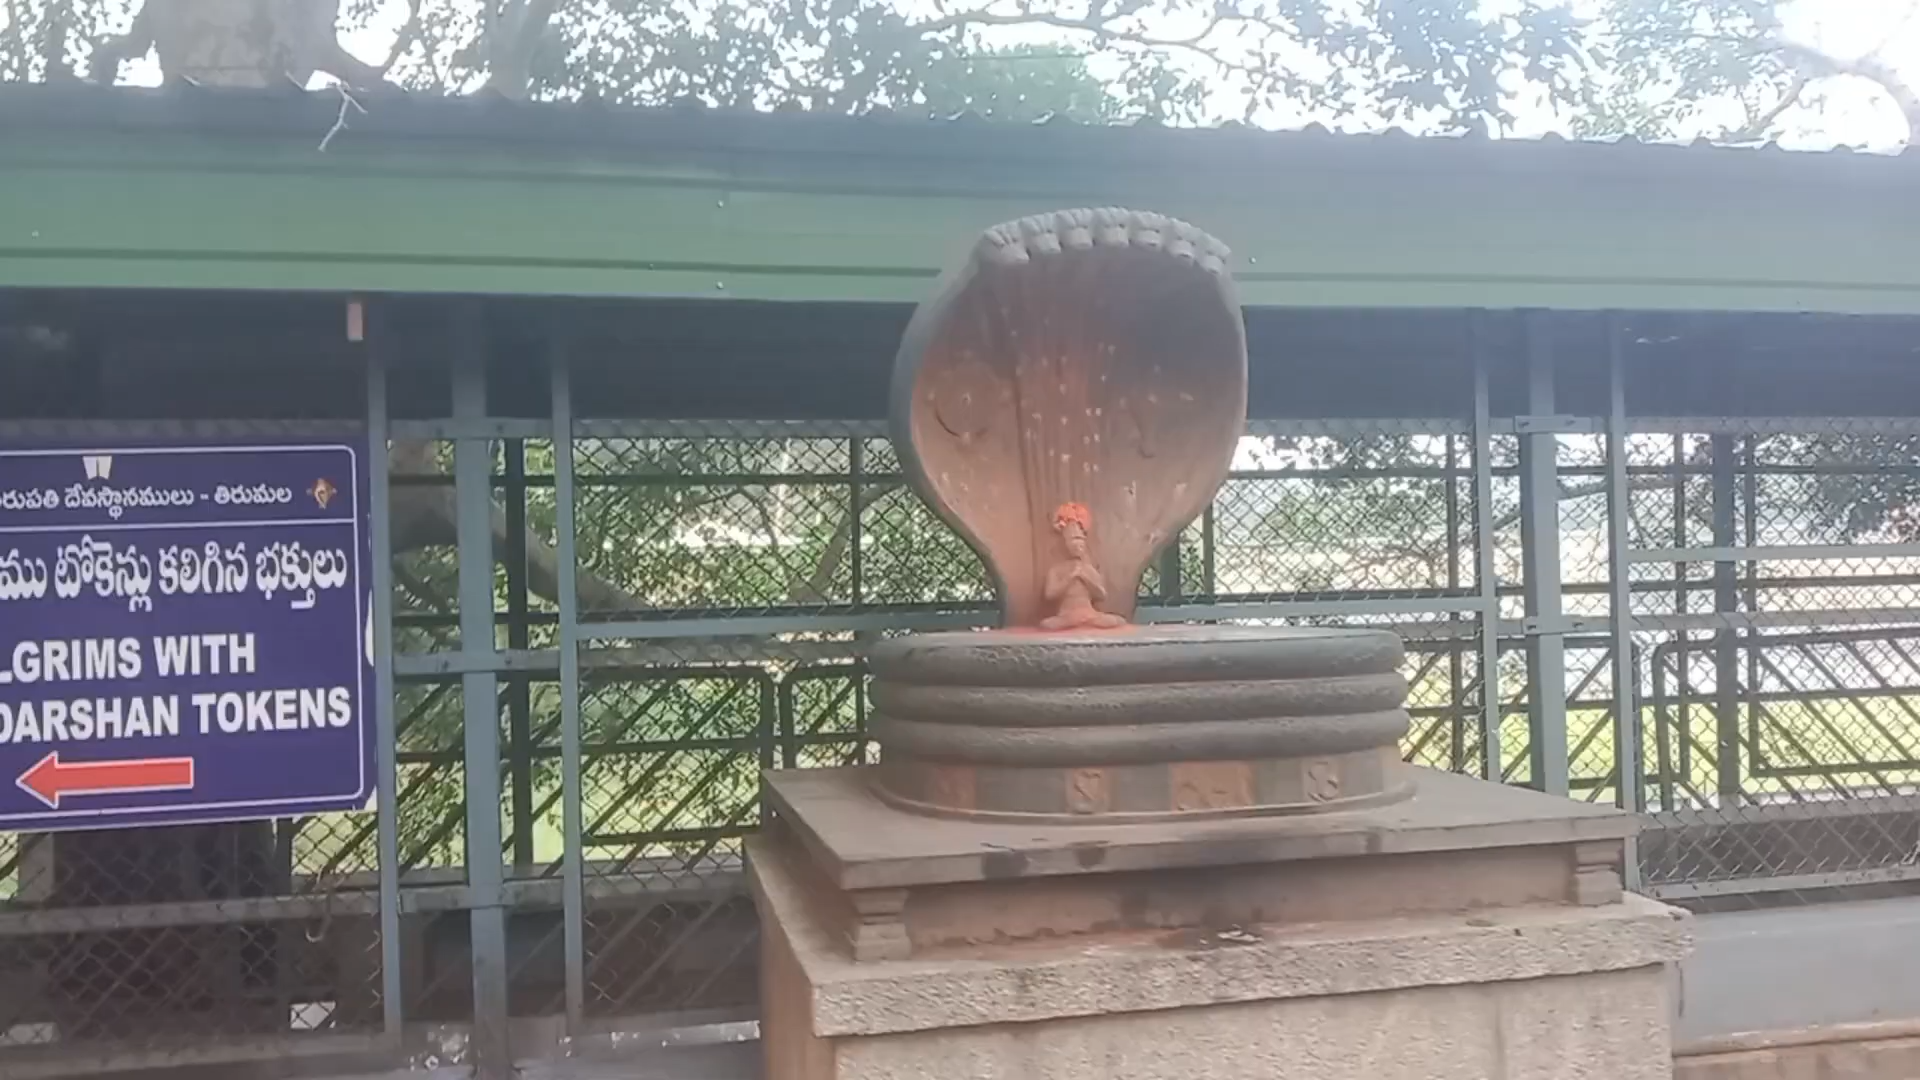 రుపతి దేవస్థానములు - తిరుమల
ము టోకెన్లు కలిగిన భక్తులు
LGRIMS WITH
DARSHAN TOKENS